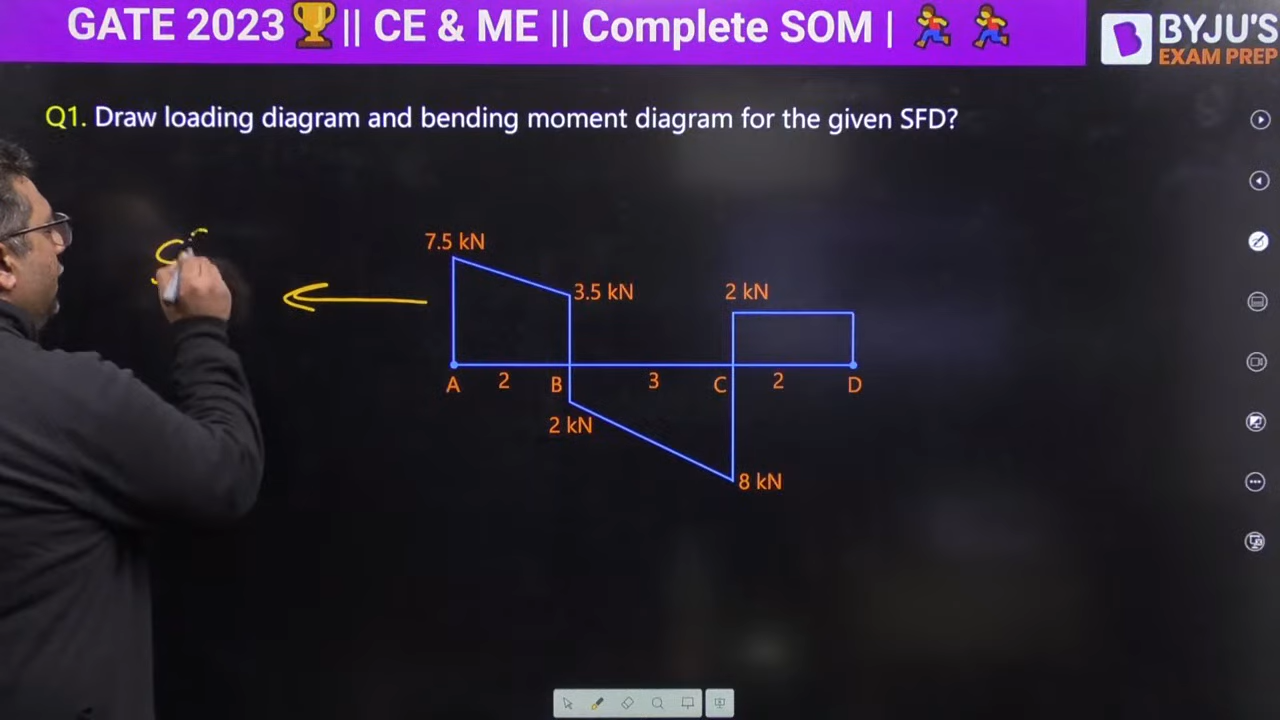 GATE 2023🏆|| CE & ME || Complete SOM | 🏃 🏃
BYJU'S
EXAM PREP
Q1. Draw loading diagram and bending moment diagram for the given SFD?
7.5 kN
3.5 kN
2 kN
A 2 B 3 C 2 D
2 kN
8 kN